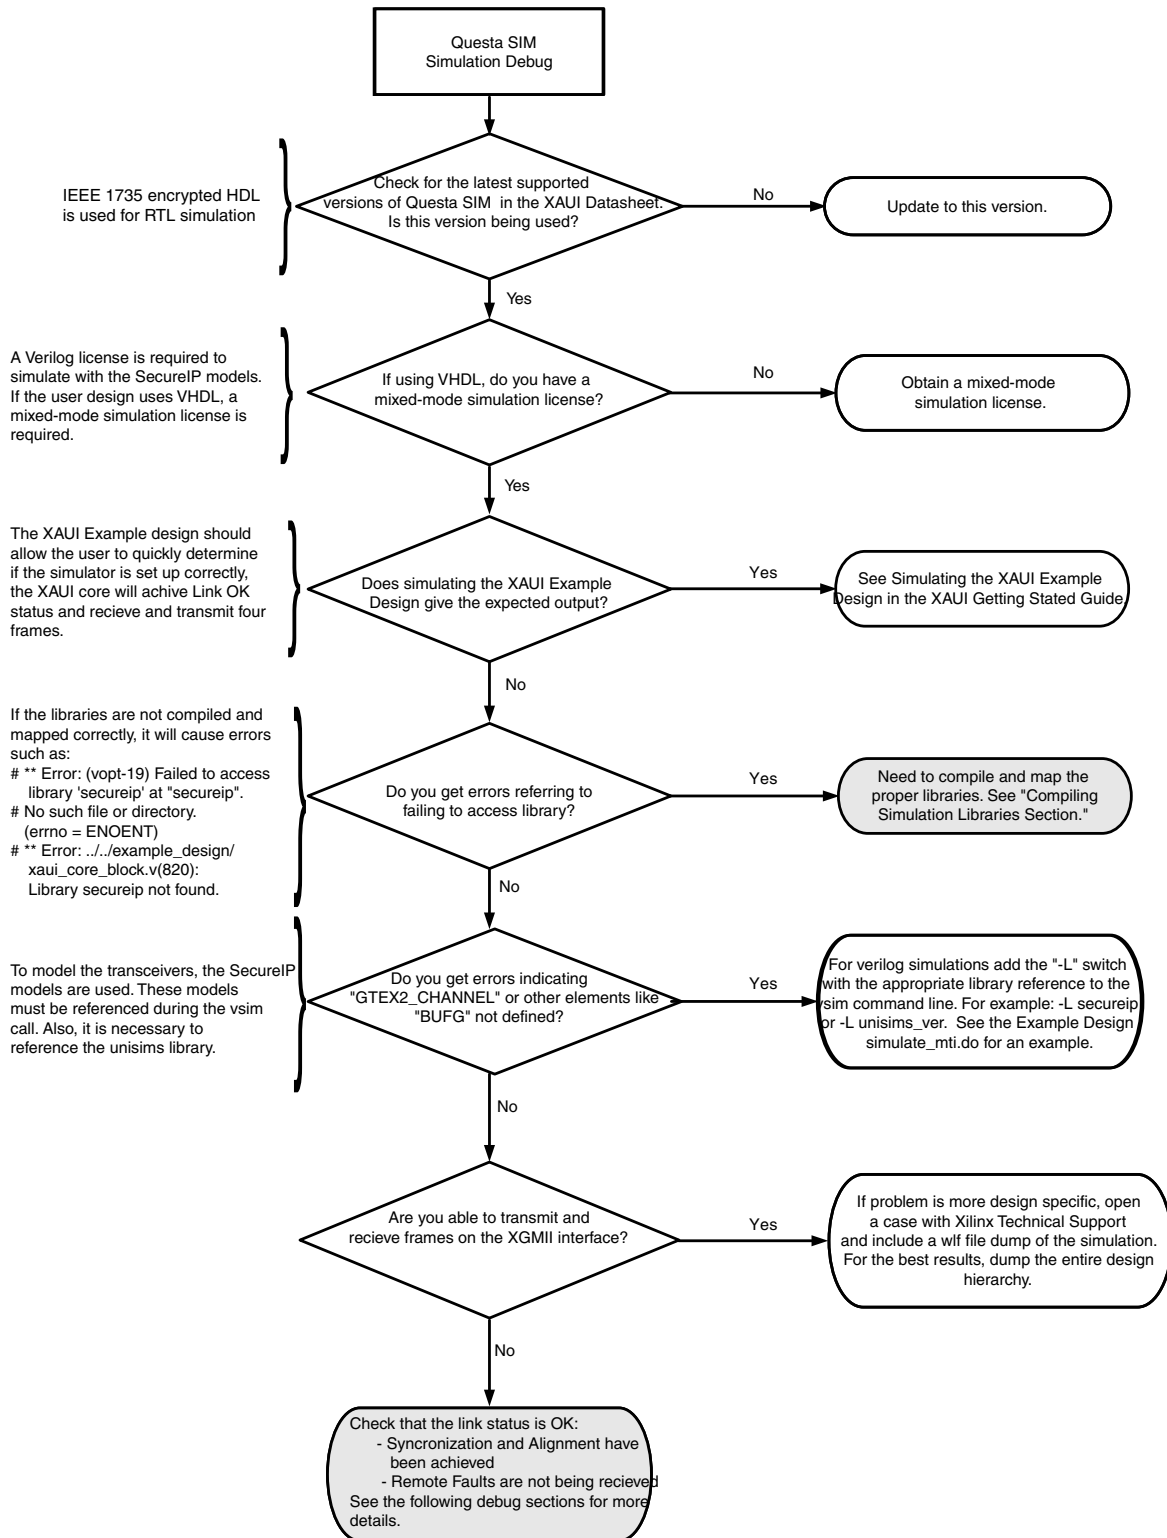 Questa SIM
Simulation Debug
IEEE 1735 encrypted HDL
is used for RTL simulation
Check for the latest supported
versions of Questa SIM in the XAUI Datasheet.
Is this version being used?
No
Update to this version.
Yes
A Verilog license is required to
simulate with the SecureIP models.
If the user design uses VHDL, a
mixed-mode simulation license is
required.
If using VHDL, do you have a
mixed-mode simulation license?
No
Obtain a mixed-mode
simulation license.
Yes
The XAUI Example design should
allow the user to quickly determine
if the simulator is set up correctly,
the XAUI core will achive Link OK
status and recieve and transmit four
frames.
Does simulating the XAUI Example
Design give the expected output?
Yes
See Simulating the XAUI Example
Design in the XAUI Getting Stated Guide.
No
If the libraries are not compiled and
mapped correctly, it will cause errors
such as:
# ** Error: (vopt-19) Failed to access
library 'secureip' at "secureip".
# No such file or directory.
(errno = ENOENT)
# ** Error: ../../example_design/
xaui_core_block.v(820):
Library secureip not found.
Do you get errors referring to
failing to access library?
Yes
Need to compile and map the
proper libraries. See "Compiling
Simulation Libraries Section."
No
To model the transceivers, the SecureIP
models are used. These models
must be referenced during the vsim
call. Also, it is necessary to
reference the unisims library.
Do you get errors indicating
"GTEX2_CHANNEL" or other elements like
"BUFG" not defined?
Yes
For verilog simulations add the "-L" switch
with the appropriate library reference to the
vsim command line. For example: -L secureip
or -L unisims_ver. See the Example Design
simulate_mti.do for an example.
No
Are you able to transmit and
recieve frames on the XGMII interface?
Yes
If problem is more design specific, open
a case with Xilinx Technical Support
and include a wlf file dump of the simulation.
For the best results, dump the entire design
hierarchy.
No
Check that the link status is OK:
- Syncronization and Alignment have
been achieved
- Remote Faults are not being recieved
See the following debug sections for more
details.